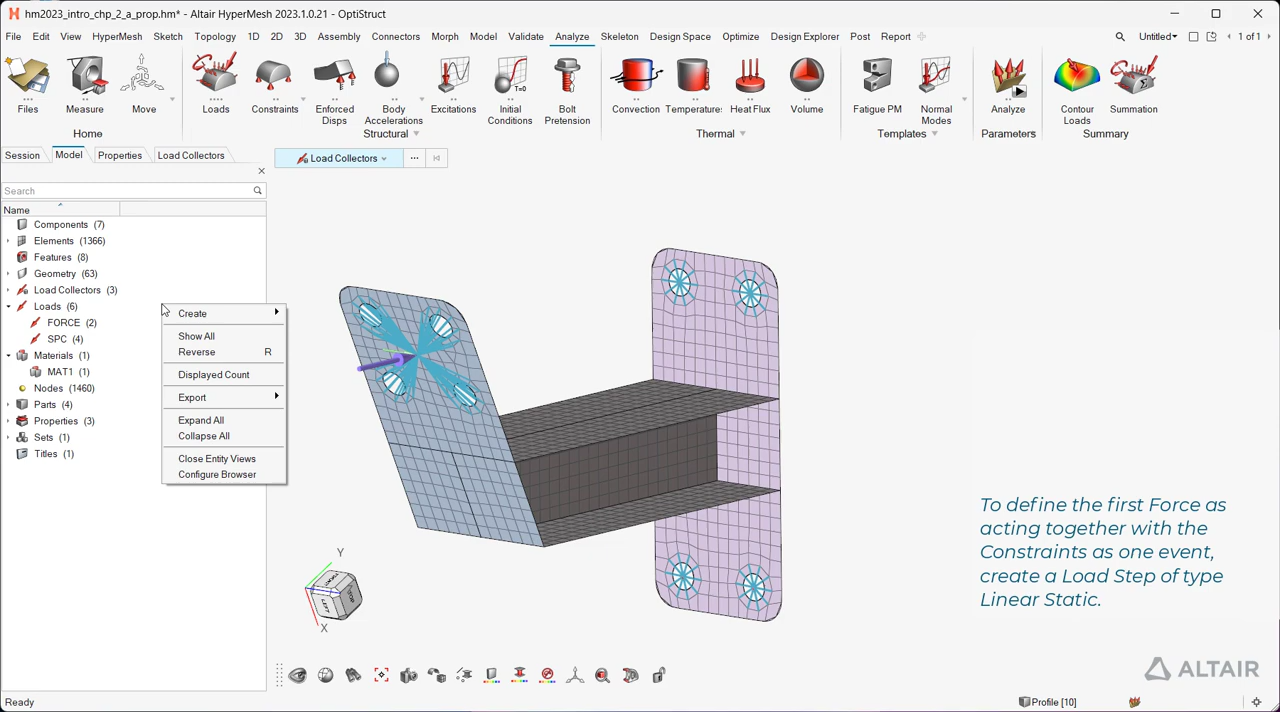 hm2023_intro_chp_2_a_prop.hm* - Altair HyperMesh 2023.1.0.21 - OptiStruct
File Edit View HyperMesh Sketch Topology 1D 2D 3D Assembly Connectors Morph Model Validate Analyze Skeleton Design Space Optimize Design Explorer Post Report Untitled 1 of 1
Files Measure Move Loads Constraints Enforced Disps Body Accelerations Excitations Initial Conditions Bolt Pretension Convection Temperatures Heat Flux Volume Fatigue PM Normal Modes Analyze Contour Loads Summation
T=0
Home Structural Thermal Templates Parameters Summary
Session Model Properties Load Collectors
Load Collectors
Search
Name
Components (7)
Elements (1366)
Features (8)
Geometry (63)
Load Collectors (3)
Loads (6)
FORCE (2)
SPC (4)
Materials (1)
MAT1 (1)
Nodes (1460)
Parts (4)
Properties (3)
Sets (1)
Titles (1)
Create
Show All
Reverse R
Displayed Count
Export
Expand All
Collapse All
Close Entity Views
Configure Browser
To define the first Force as
acting together with the
Constraints as one event,
create a Load Step of type
Linear Static.
Y
X
LEFT
ALTAIR
Ready
Profile [10]